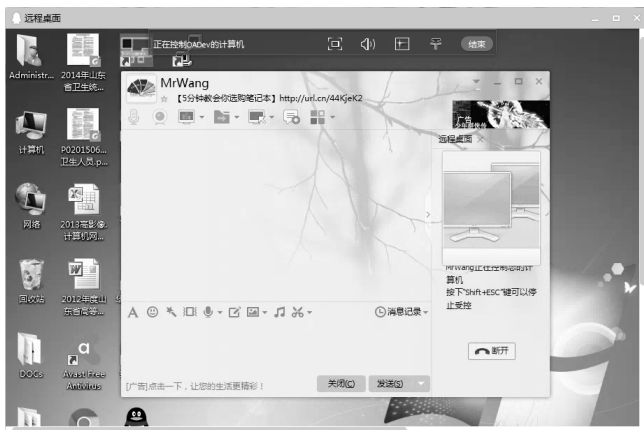 远程桌面
正在控制OADev的计算机
结束
Administr...
2014年山东
省卫生统...
计算机
P0201506...
卫生人员.p...
网络
2013高影像.
计算机网...
回收站
2012年度山
东省高等...
DOCs
Avast Free
Antivirus
MrWang
【5分钟教会你选购笔记本】http://url.cn/44KjeK2
广告
远程桌面
MrWang正在控制您的计
算机
按下"Shift+ESC"键可以停
止受控
断开
消息记录
[广告]点击一下，让您的生活更精彩！
关闭(C)
发送(S)